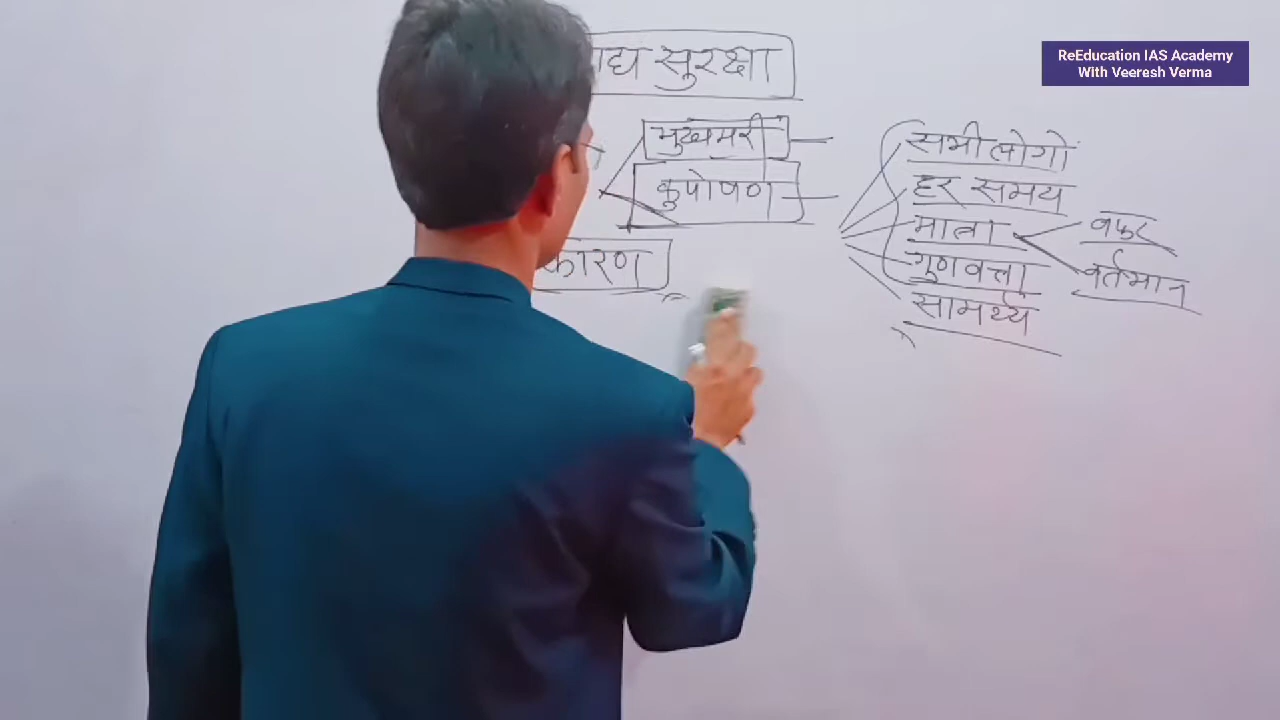 ReEducation IAS Academy
With Veeresh Verma
सुरक्षा
भुखमरी
कुपोषण
कारण
सभी लोगों
हर समय
मात्रा
बफर
वर्तमान
गुणवत्ता
सामर्थ्य